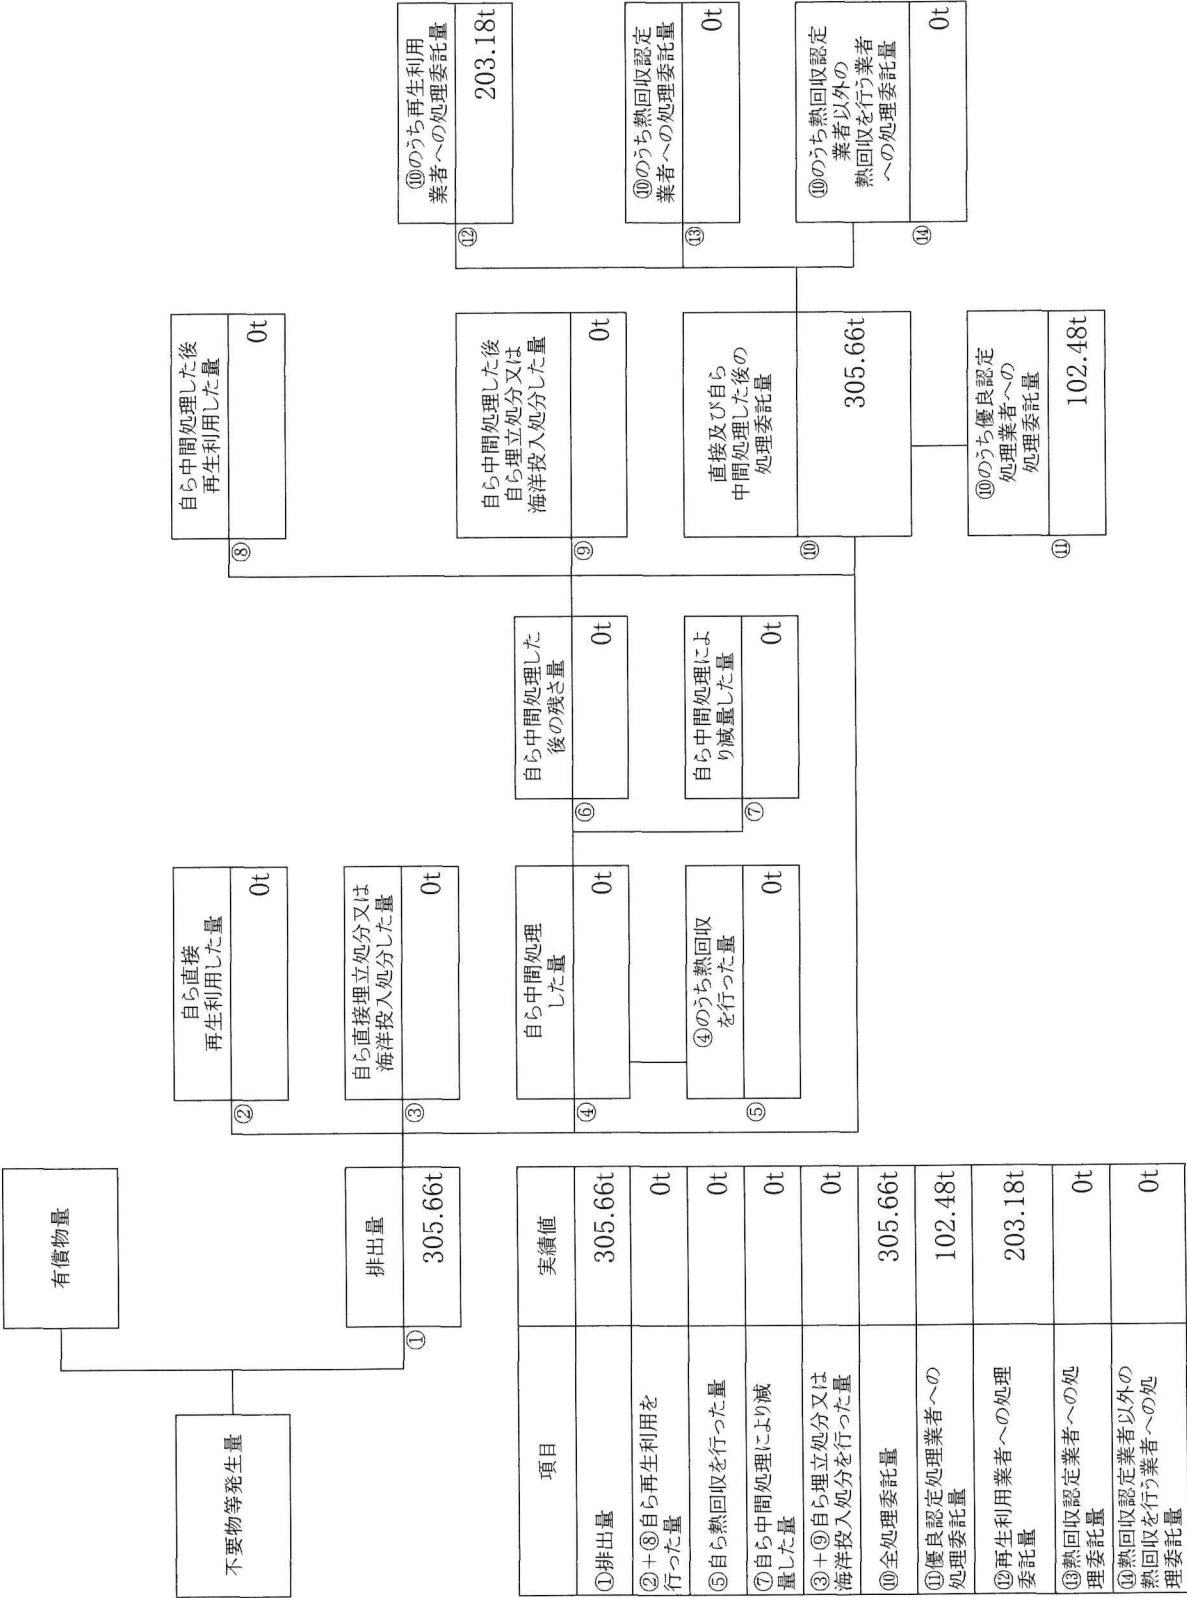 不要物等発生量
有償物量
①
排出量
305.66t
②
自ら直接
再生利用した量
0t
③
自ら直接埋立処分又は
海洋投入処分した量
0t
④
自ら中間処理
した量
0t
⑤
④のうち熱回収
を行った量
0t
⑥
自ら中間処理した
後の残さ量
0t
⑦
自ら中間処理によ
り減量した量
0t
⑧
自ら中間処理した後
再生利用した量
0t
⑨
自ら中間処理した後
自ら埋立処分又は
海洋投入処分した量
0t
⑩
直接及び自ら
中間処理した後の
処理委託量
305.66t
⑪
⑩のうち優良認定
処理業者への
処理委託量
102.48t
⑫
⑩のうち再生利用
業者への処理委託量
203.18t
⑬
⑩のうち熱回収認定
業者への処理委託量
0t
⑭
⑩のうち熱回収認定
業者以外の
熱回収を行う業者
への処理委託量
0t
項目 実績値
①排出量 305.66t
②+⑧自ら再生利用を
行った量 0t
⑤自ら熱回収を行った量 0t
⑦自ら中間処理により減
量した量 0t
③+⑨自ら埋立処分又は
海洋投入処分を行った量 0t
⑩全処理委託量 305.66t
⑪優良認定処理業者への
処理委託量 102.48t
⑫再生利用業者への処理
委託量 203.18t
⑬熱回収認定業者への処
理委託量 0t
⑭熱回収認定業者以外の
熱回収を行う業者への処
理委託量 0t